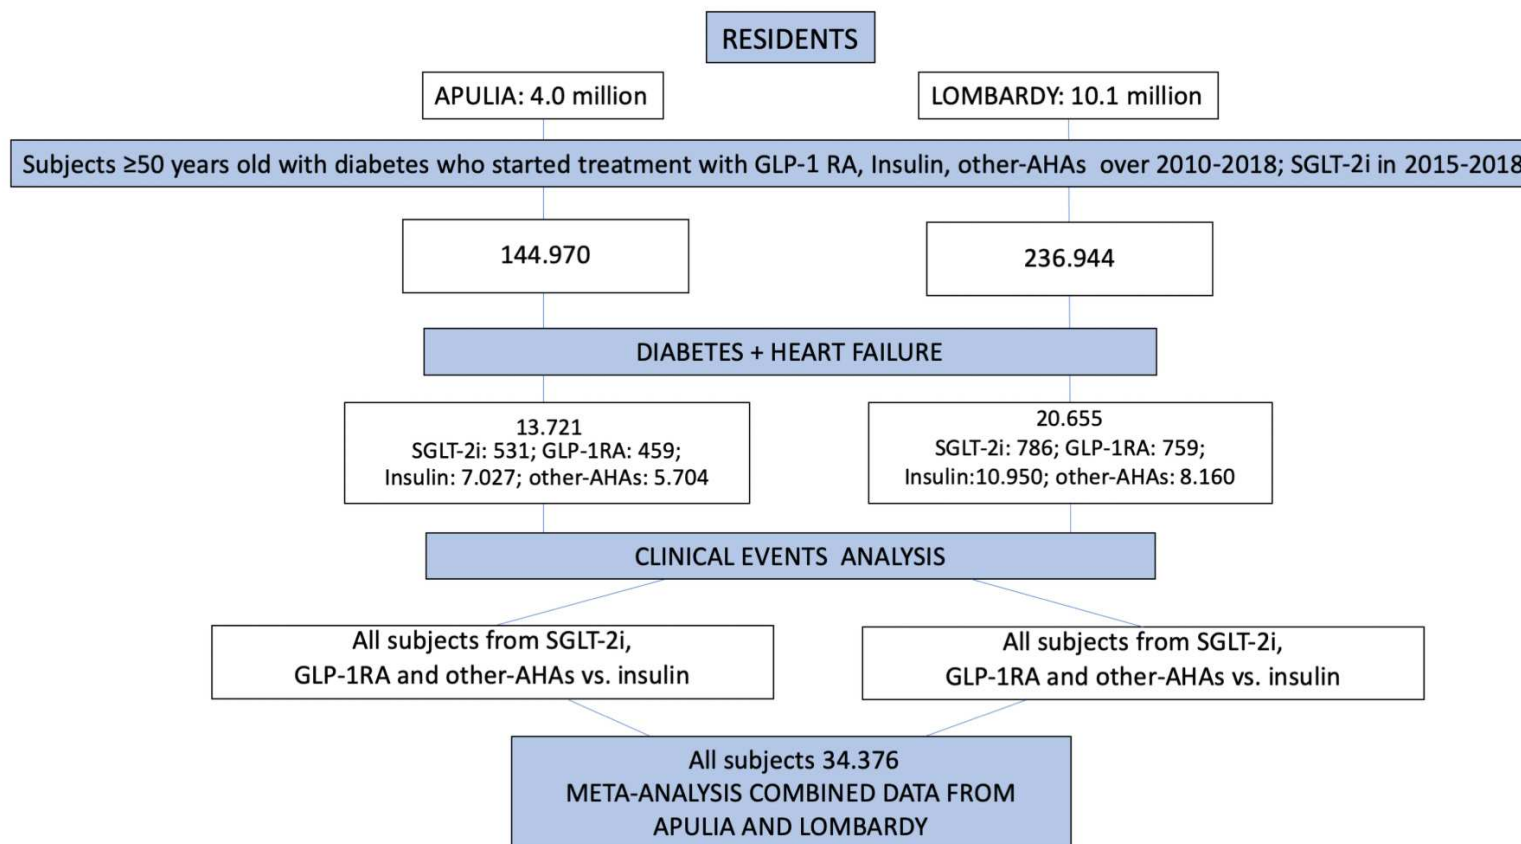 RESIDENTS
APULIA: 4.0 million
LOMBARDY: 10.1 million
Subjects ≥50 years old with diabetes who started treatment with GLP-1 RA, Insulin, other-AHAs over 2010-2018; SGLT-2i in 2015-2018
144.970
236.944
DIABETES + HEART FAILURE
13.721
SGLT-2i: 531; GLP-1RA: 459;
Insulin: 7.027; other-AHAs: 5.704
20.655
SGLT-2i: 786; GLP-1RA: 759;
Insulin:10.950; other-AHAs: 8.160
CLINICAL EVENTS ANALYSIS
All subjects from SGLT-2i,
GLP-1RA and other-AHAs vs. insulin
All subjects from SGLT-2i,
GLP-1RA and other-AHAs vs. insulin
All subjects 34.376
META-ANALYSIS COMBINED DATA FROM
APULIA AND LOMBARDY